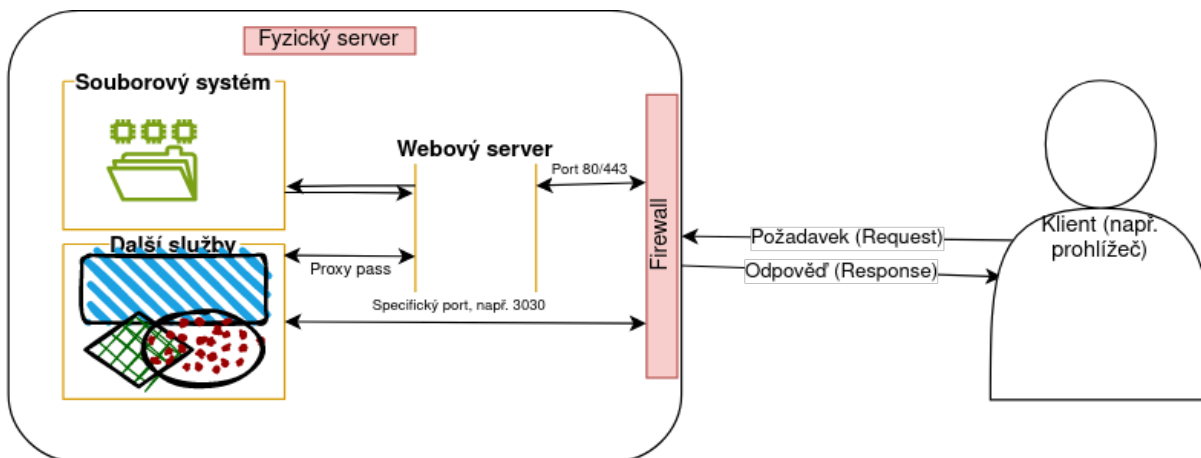 Fyzický server
Souborový systém
Webový server
Port 80/443
Další služby
Proxy pass
Specifický port, např. 3030
Firewall
Požadavek (Request)
Odpověď (Response)
Klient (např.
prohlížeč)